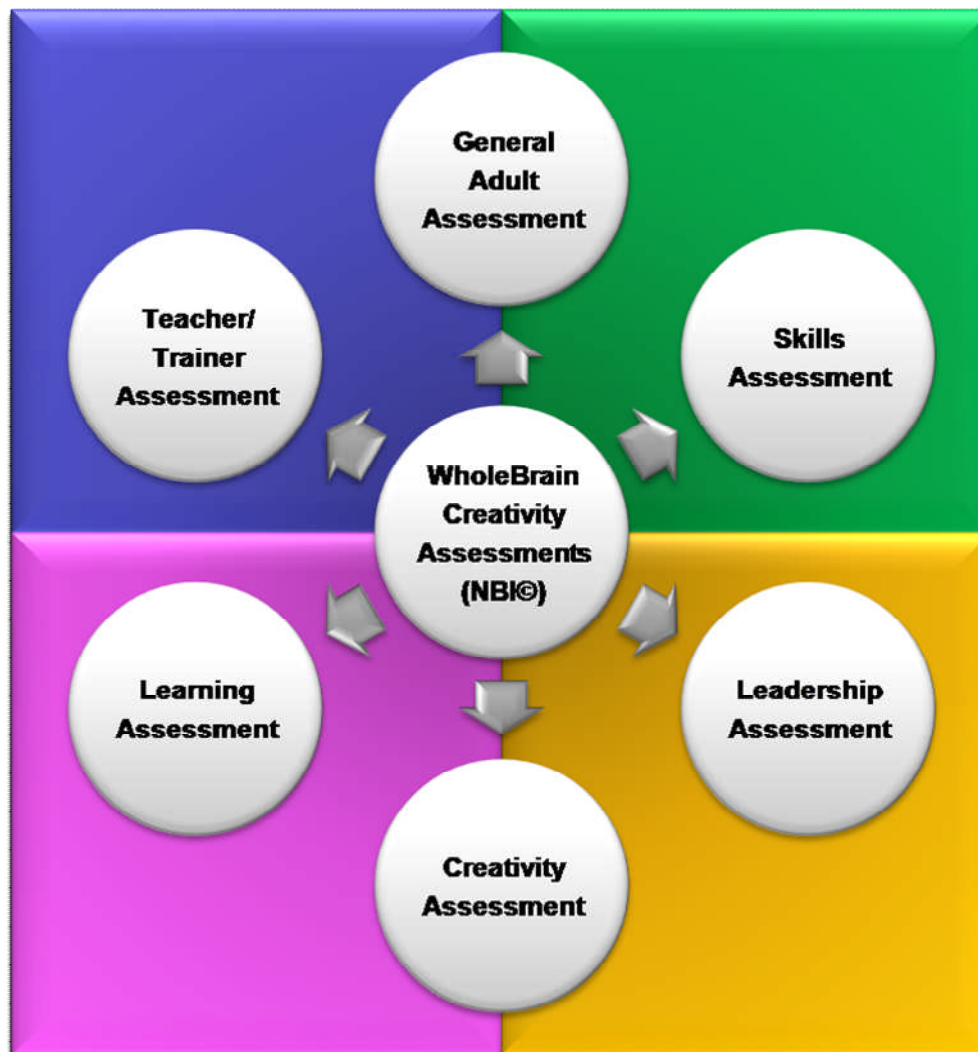 General
Adult
Assessment
Teacher/
Trainer
Assessment
Skills
Assessment
WholeBrain
Creativity
Assessments
(NBI©)
Learning
Assessment
Leadership
Assessment
Creativity
Assessment